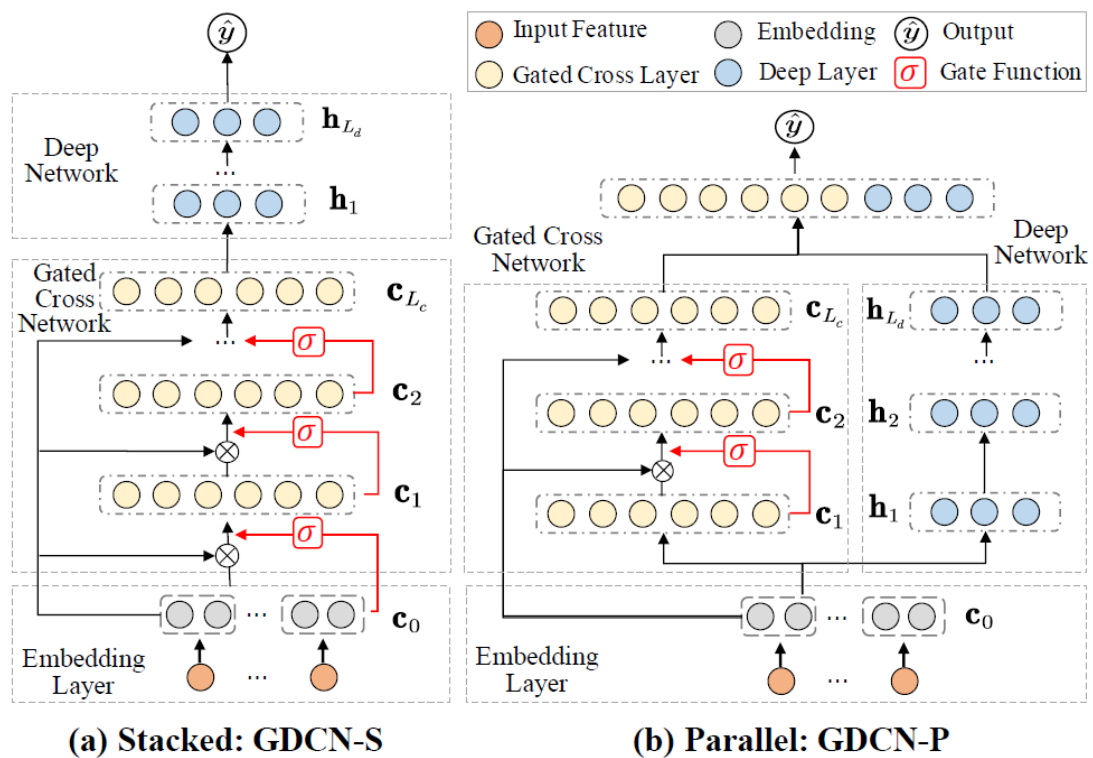 ŷ
Deep
Network
h_{L_d}
...
h_1
Gated
Cross
Network
c_{L_c}
...
σ
c_2
σ
c_1
σ
...
c_0
Embedding
Layer
...
(a) Stacked: GDCN-S
Input Feature
Embedding
ŷ Output
Gated Cross Layer
Deep Layer
σ Gate Function
ŷ
Gated Cross
Network
Deep
Network
c_{L_c}
h_{L_d}
...
σ
...
c_2
h_2
σ
c_1
h_1
...
c_0
Embedding
Layer
...
(b) Parallel: GDCN-P